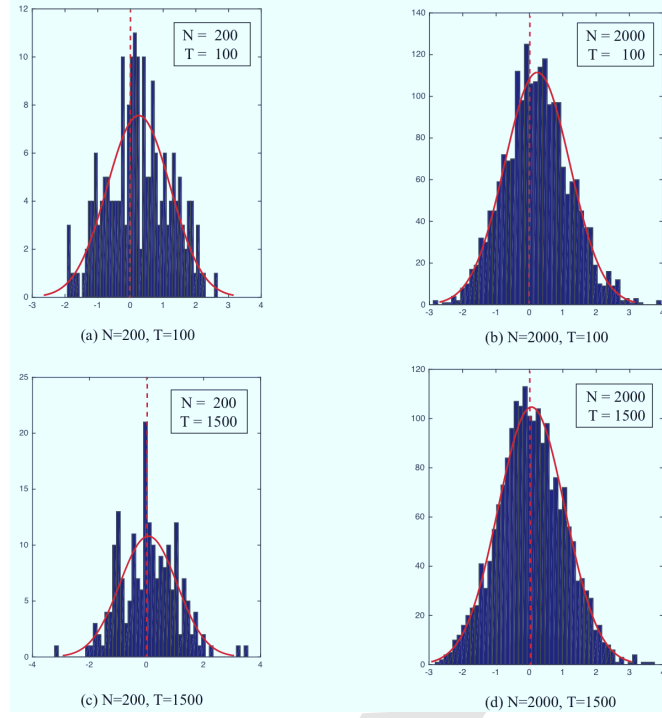 12
10
8
6
4
2
0
-3 -2 -1 0 1 2 3 4
N = 200
T = 100
(a) N=200, T=100
140
120
100
80
60
40
20
0
-3 -2 -1 0 1 2 3 4
N = 2000
T = 100
(b) N=2000, T=100
25
20
15
10
5
0
-4 -2 0 2 4
N = 200
T = 1500
(c) N=200, T=1500
120
100
80
60
40
20
0
-3 -2 -1 0 1 2 3 4
N = 2000
T = 1500
(d) N=2000, T=1500